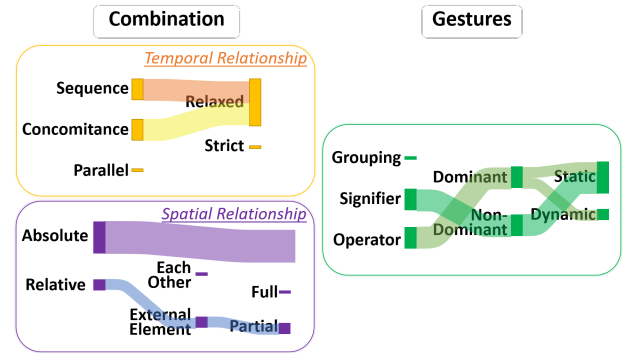 Combination
Gestures
Temporal Relationship
Sequence
Relaxed
Concomitance
Strict
Parallel
Spatial Relationship
Absolute
Each
Other
Relative
Full
External
Element
Partial
Grouping
Dominant
Static
Signifier
Non-
Dominant
Dynamic
Operator